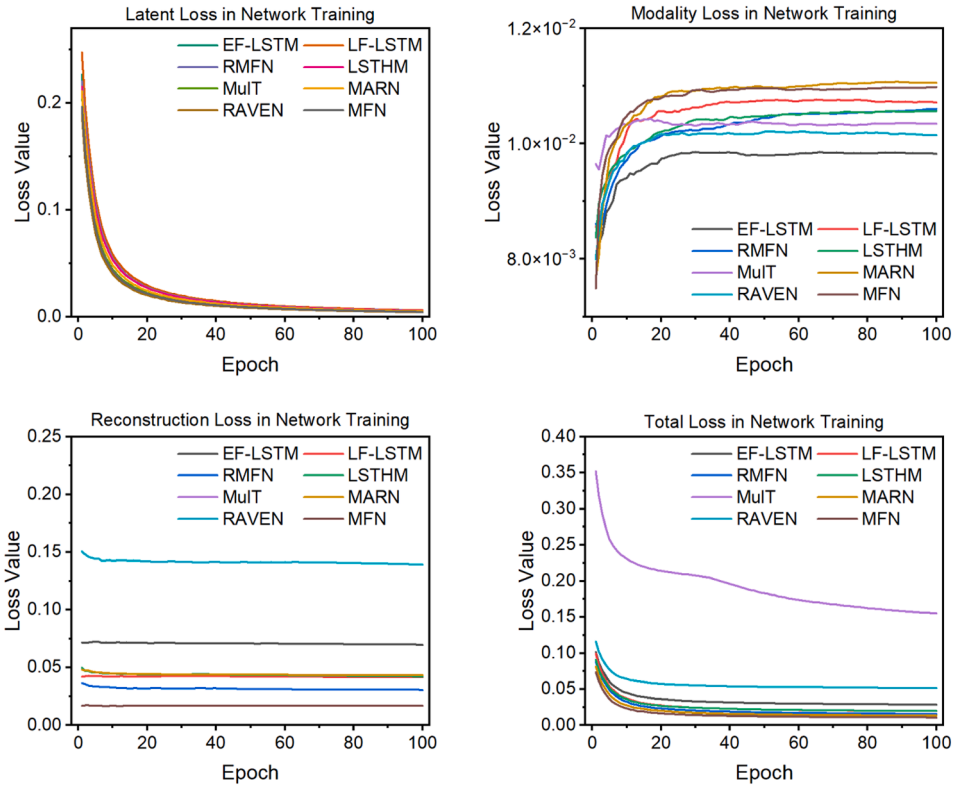 Latent Loss in Network Training
EF-LSTM LF-LSTM
RMFN LSTHM
MulT MARN
RAVEN MFN
Loss Value
0.2
0.1
0.0
0 20 40 60 80 100
Epoch
Modality Loss in Network Training
1.2×10⁻²
1.0×10⁻²
8.0×10⁻³
Loss Value
EF-LSTM LF-LSTM
RMFN LSTHM
MulT MARN
RAVEN MFN
0 20 40 60 80 100
Epoch
Reconstruction Loss in Network Training
0.25
0.20
0.15
0.10
0.05
0.00
Loss Value
EF-LSTM LF-LSTM
RMFN LSTHM
MulT MARN
RAVEN MFN
0 20 40 60 80 100
Epoch
Total Loss in Network Training
0.40
0.35
0.30
0.25
0.20
0.15
0.10
0.05
0.00
Loss Value
EF-LSTM LF-LSTM
RMFN LSTHM
MulT MARN
RAVEN MFN
0 20 40 60 80 100
Epoch